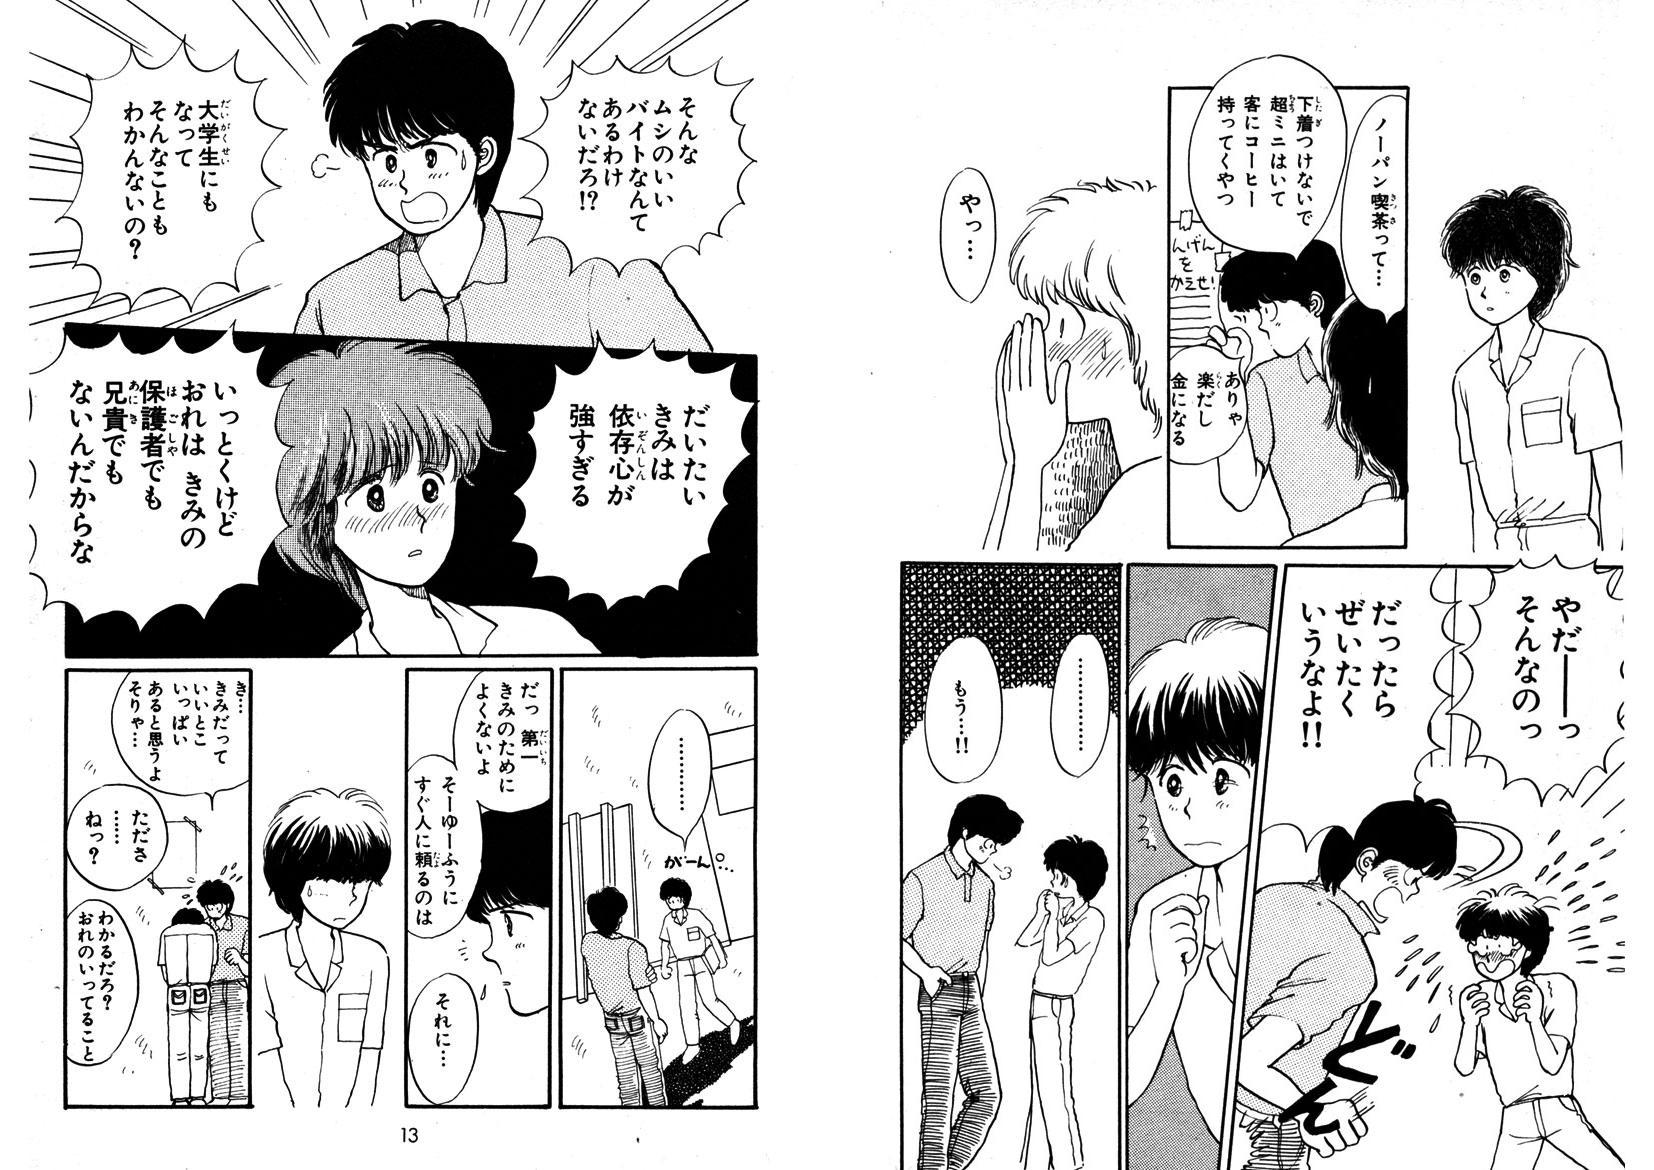 ノーパン喫茶って…
下着つけないで
超ミニはいて
客にコーヒー
持ってくやつ
んげん
を
かえせ!
ありゃ
楽だし
金になる
やっ…
やだ――っ
そんなのっ
だったら
ぜいたく
いうなよ!!
どん
…………
もう…!!
そんな
ムシのいい
バイトなんて
あるわけ
ないだろ!?
大学生にも
なって
そんなことも
わかんないの?
だいたい
きみは
依存心が
強すぎる
いっとくけど
おれは きみの
保護者でも
兄貴でも
ないんだからな
…………
がーん…
だっ 第一
きみのために
よくないよ
そーゆーふうに
すぐ人に頼るのは
それに…
き…
きみだって
いいとこ
いっぱい
あると思うよ
そりゃ…
たださ
……
ねっ?
わかるだろ?
おれのいってること
13